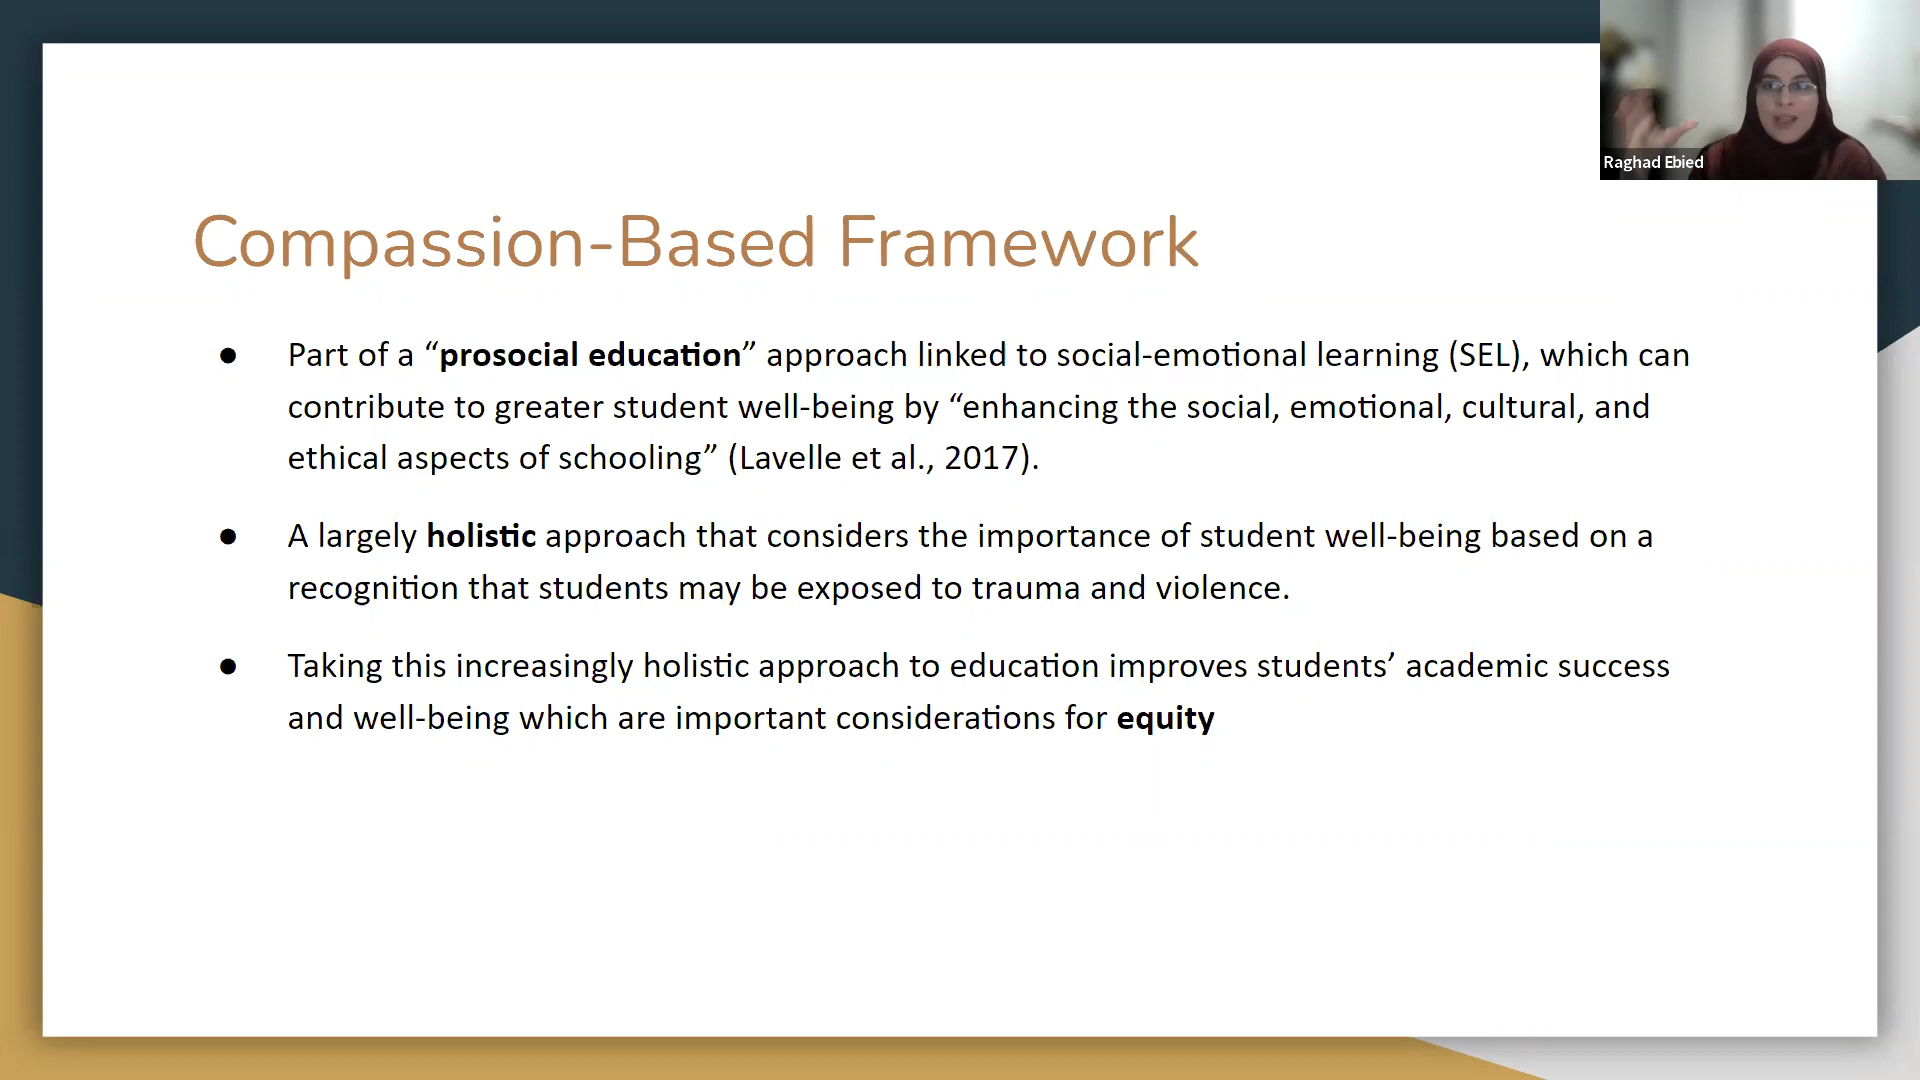 Raghad Ebied
Compassion-Based Framework
● Part of a “prosocial education” approach linked to social-emotional learning (SEL), which can
contribute to greater student well-being by “enhancing the social, emotional, cultural, and
ethical aspects of schooling” (Lavelle et al., 2017).
● A largely holistic approach that considers the importance of student well-being based on a
recognition that students may be exposed to trauma and violence.
● Taking this increasingly holistic approach to education improves students’ academic success
and well-being which are important considerations for equity